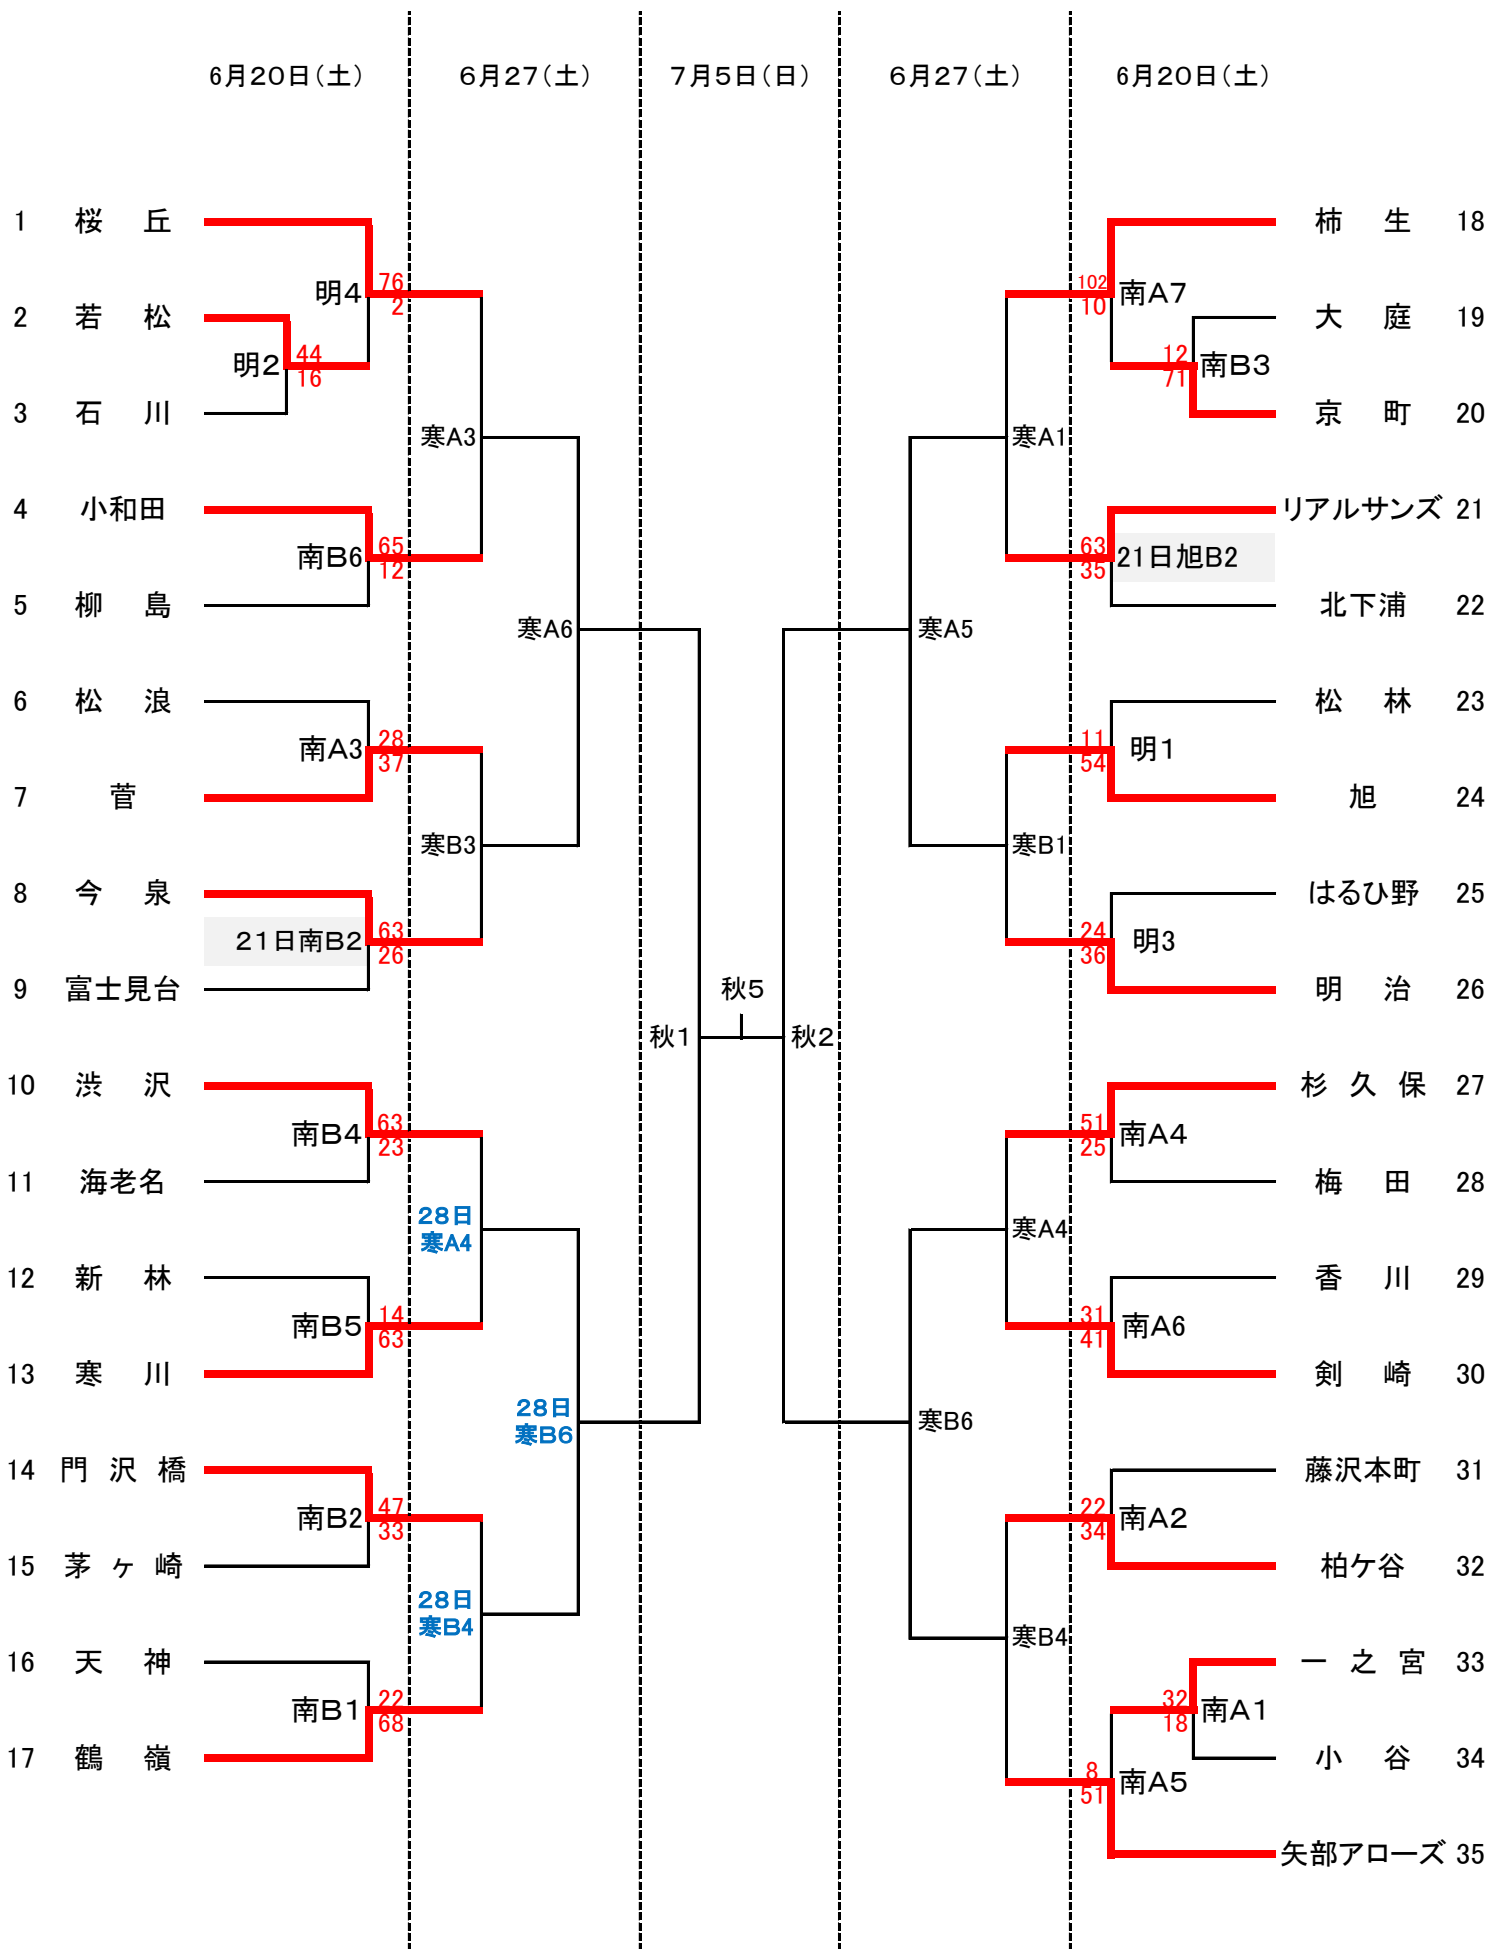 6月20日(土)
6月27(土)
7月5日(日)
6月27(土)
6月20日(土)
1 桜 丘
明4
76
2
2 若 松
明2
44
16
3 石 川
寒A3
4 小和田
南B6
65
12
5 柳 島
寒A6
6 松 浪
南A3
28
37
7 菅
寒B3
8 今 泉
21日南B2
63
26
9 富士見台
10 渋 沢
南B4
63
23
11 海老名
28日
寒A4
12 新 林
南B5
14
63
13 寒 川
28日
寒B6
14 門 沢 橋
南B2
47
33
15 茅 ヶ 崎
28日
寒B4
16 天 神
南B1
22
68
17 鶴 嶺
秋5
秋1
秋2
柿 生 18
102
10
南A7
大 庭 19
12
71
南B3
京 町 20
寒A1
リアルサンズ 21
63
35
21日旭B2
北下浦 22
寒A5
松 林 23
11
54
明1
旭 24
寒B1
はるひ野 25
24
36
明3
明 治 26
杉 久 保 27
51
25
南A4
梅 田 28
寒A4
香 川 29
31
41
南A6
剣 崎 30
寒B6
藤沢本町 31
22
34
南A2
柏ケ谷 32
寒B4
一 之 宮 33
32
18
南A1
小 谷 34
8
51
南A5
矢部アローズ 35